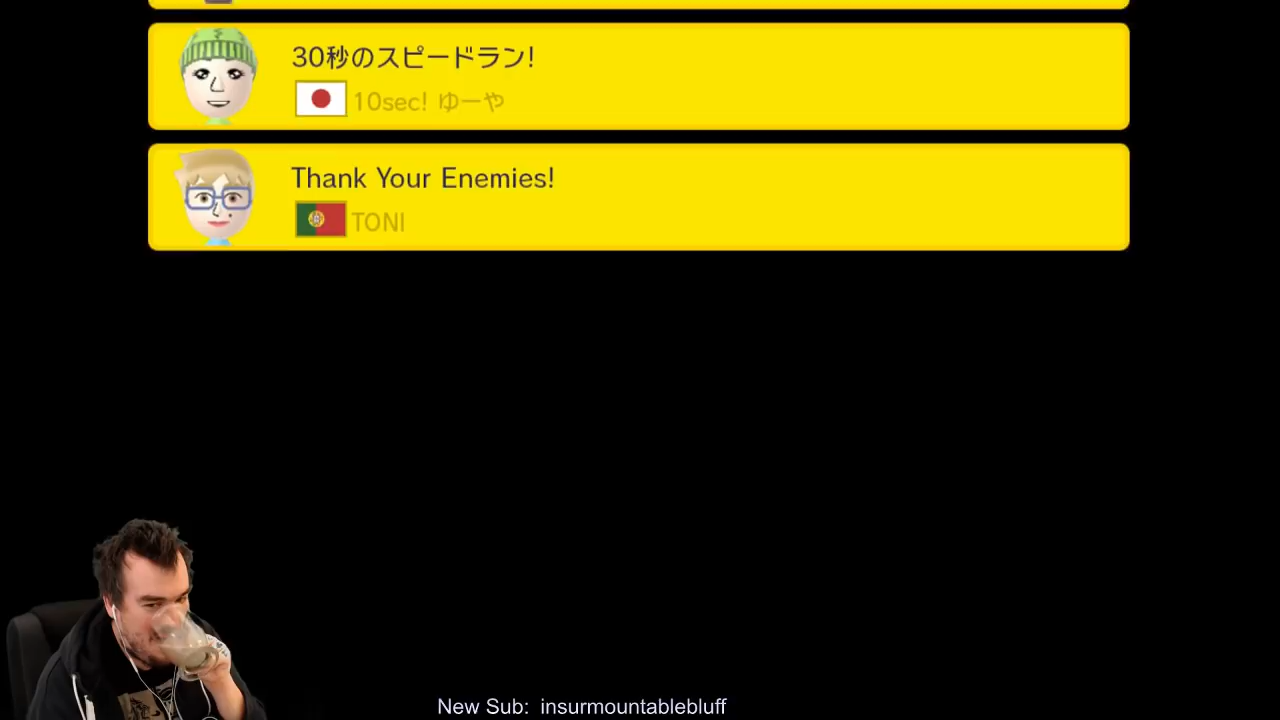 30秒のスピードラン!
10sec! ゆーや
Thank Your Enemies!
TONI
New Sub: insurmountablebluff